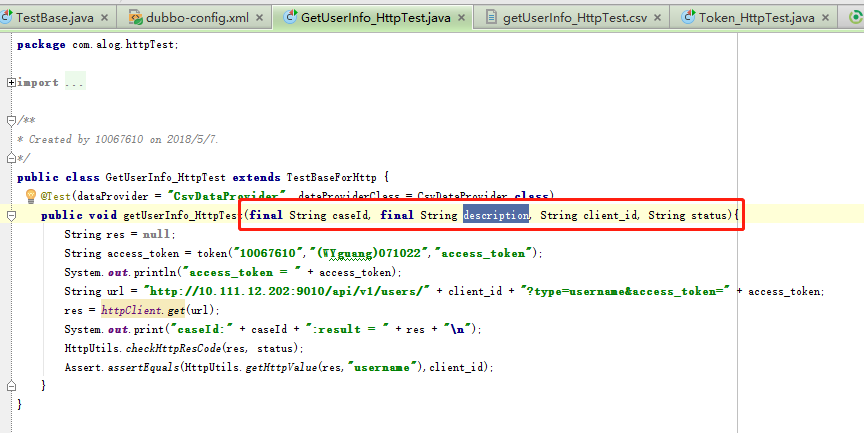 TestBase.java × dubbo-config.xml × GetUserInfo_HttpTest.java × getUserInfo_HttpTest.csv × Token_HttpTest.java ×
package com.alog.httpTest;
import ...
/**
* Created by 10067610 on 2018/5/7.
*/
public class GetUserInfo_HttpTest extends TestBaseForHttp {
@Test(dataProvider = "CsvDataProvider", dataProviderClass = CsvDataProvider.class)
public void getUserInfo_HttpTest(final String caseId, final String description, String client_id, String status){
String res = null;
String access_token = token("10067610","(WYguang)071022","access_token");
System.out.println("access_token = " + access_token);
String url = "http://10.111.12.202:9010/api/v1/users/" + client_id + "?type=username&access_token=" + access_token;
res = httpClient.get(url);
System.out.print("caseId:" + caseId + ":result = " + res + "\n");
HttpUtils.checkHttpResCode(res, status);
Assert.assertEquals(HttpUtils.getHttpValue(res,"username"),client_id);
}
}